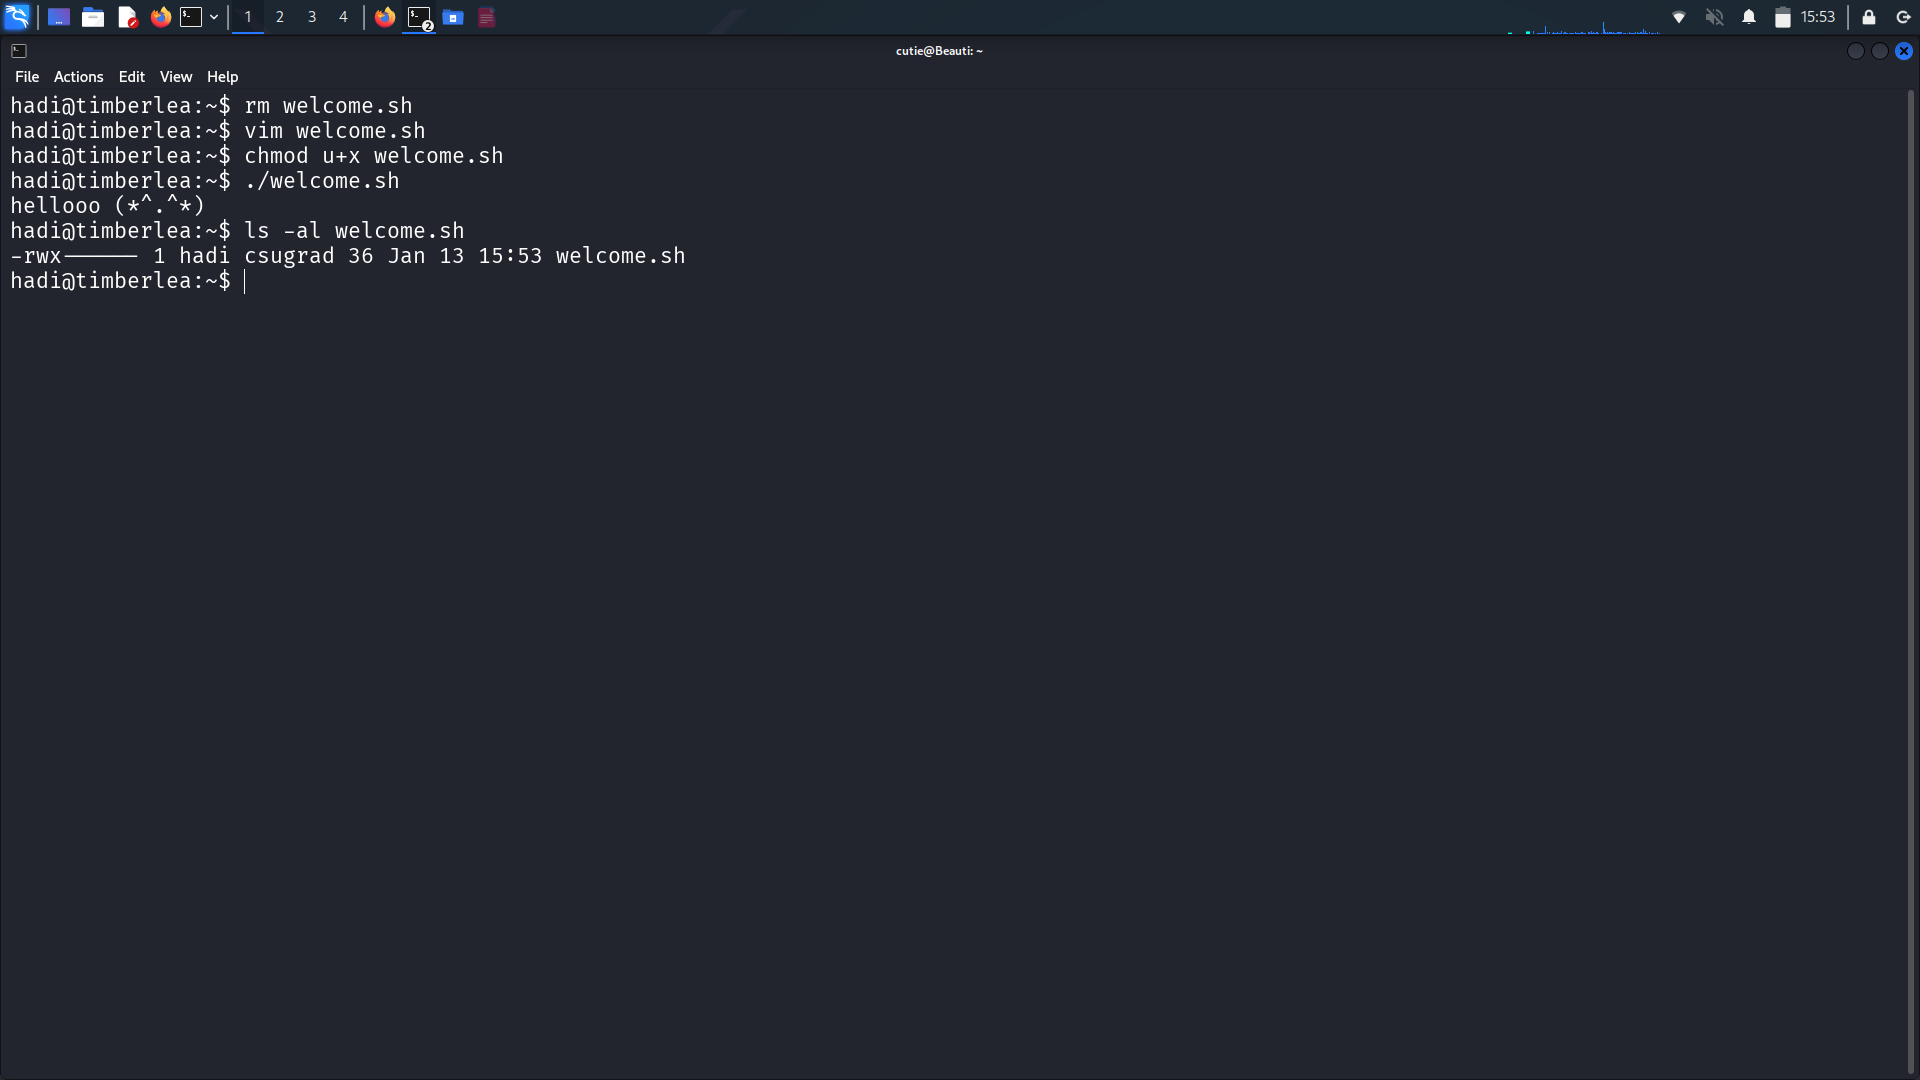 1 2 3 4 2 15:53
cutie@Beauti: ~
File Actions Edit View Help
hadi@timberlea:~$ rm welcome.sh
hadi@timberlea:~$ vim welcome.sh
hadi@timberlea:~$ chmod u+x welcome.sh
hadi@timberlea:~$ ./welcome.sh
hellooo (*^.^*)
hadi@timberlea:~$ ls -al welcome.sh
-rwx------ 1 hadi csugrad 36 Jan 13 15:53 welcome.sh
hadi@timberlea:~$